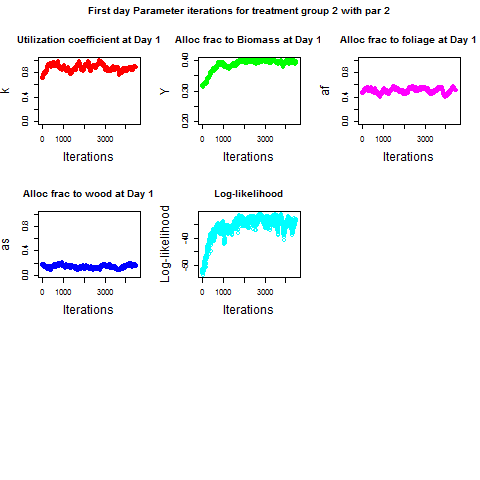 First day Parameter iterations for treatment group 2 with par 2
Utilization coefficient at Day 1
k
0.0 0.4 0.8
0 1000 3000
Iterations
Alloc frac to Biomass at Day 1
Y
0.20 0.30 0.40
0 1000 3000
Iterations
Alloc frac to foliage at Day 1
af
0.0 0.4 0.8
0 1000 3000
Iterations
Alloc frac to wood at Day 1
as
0.0 0.4 0.8
0 1000 3000
Iterations
Log-likelihood
Log-likelihood
-50 -40
0 1000 3000
Iterations